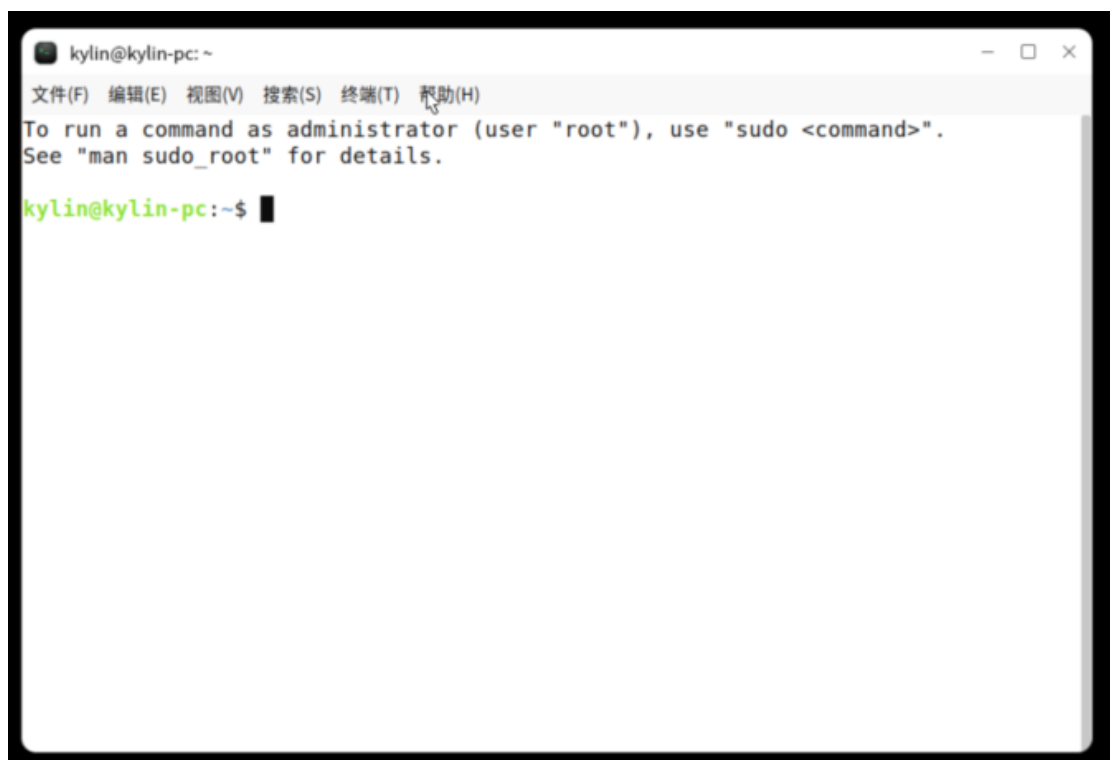 kylin@kylin-pc: ~
文件(F) 编辑(E) 视图(V) 搜索(S) 终端(T) 帮助(H)
To run a command as administrator (user "root"), use "sudo <command>".
See "man sudo_root" for details.
kylin@kylin-pc:~$